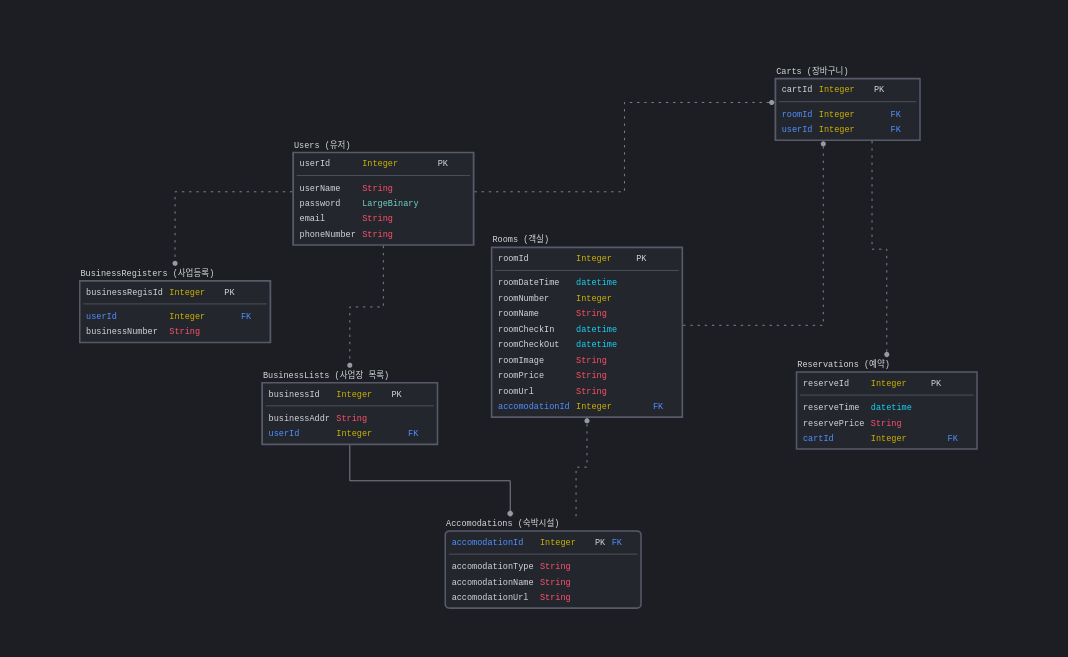 Carts (장바구니)
cartId Integer PK
roomId Integer FK
userId Integer FK
Users (유저)
userId Integer PK
userName String
password LargeBinary
email String
phoneNumber String
Rooms (객실)
roomId Integer PK
roomDateTime datetime
roomNumber Integer
roomName String
roomCheckIn datetime
roomCheckOut datetime
roomImage String
roomPrice String
roomUrl String
accomodationId Integer FK
BusinessRegisters (사업등록)
businessRegisId Integer PK
userId Integer FK
businessNumber String
Reservations (예약)
reserveId Integer PK
reserveTime datetime
reservePrice String
cartId Integer FK
BusinessLists (사업장 목록)
businessId Integer PK
businessAddr String
userId Integer FK
Accomodations (숙박시설)
accomodationId Integer PK FK
accomodationType String
accomodationName String
accomodationUrl String